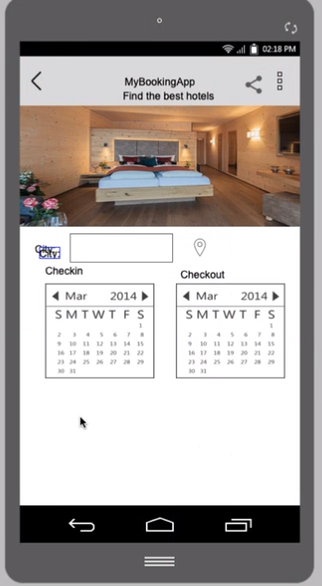 02:18 PM
MyBookingApp
Find the best hotels
City
City
Checkin
Checkout
Mar 2014
S M T W T F S
1
2 3 4 5 6 7 8
9 10 11 12 13 14 15
16 17 18 19 20 21 22
23 24 25 26 27 28 29
30 31
Mar 2014
S M T W T F S
1
2 3 4 5 6 7 8
9 10 11 12 13 14 15
16 17 18 19 20 21 22
23 24 25 26 27 28 29
30 31